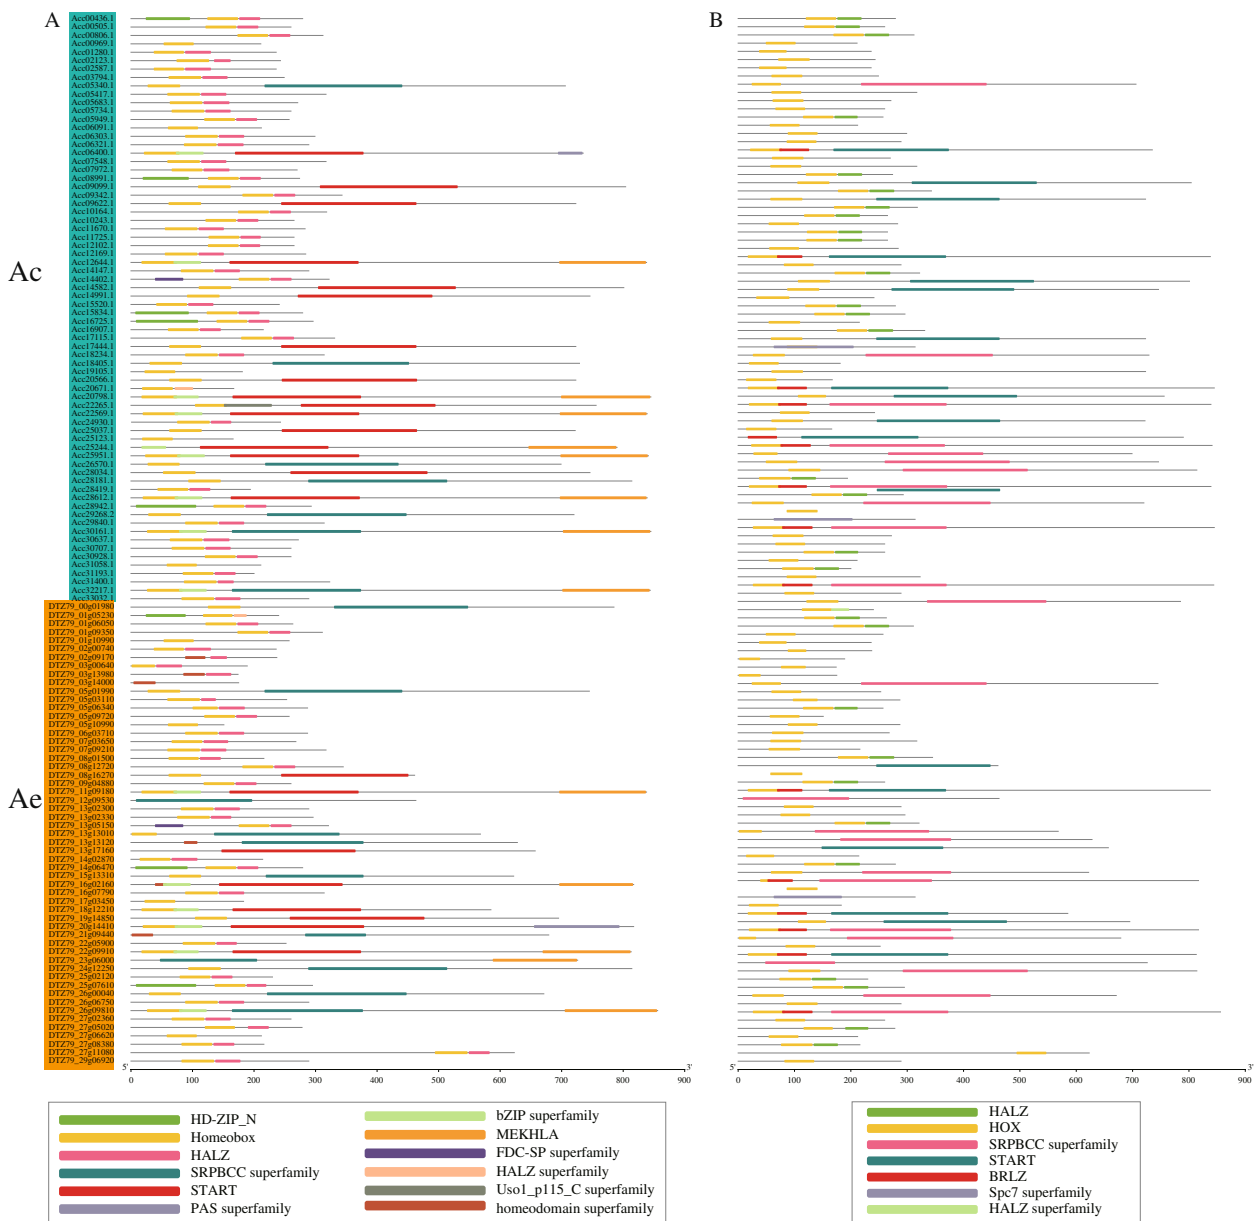 A
B
Acc00436.1
Acc00505.1
Acc00806.1
Acc00969.1
Acc01280.1
Acc02123.1
Acc02587.1
Acc03794.1
Acc05340.1
Acc05417.1
Acc05683.1
Acc05734.1
Acc05949.1
Acc06091.1
Acc06303.1
Acc06321.1
Acc06400.1
Acc07548.1
Acc07972.1
Acc08991.1
Acc09099.1
Acc09342.1
Acc09622.1
Acc10164.1
Acc10243.1
Acc11670.1
Acc11725.1
Acc12102.1
Acc12169.1
Acc12644.1
Acc14147.1
Acc14402.1
Acc14582.1
Acc14991.1
Acc15520.1
Acc15834.1
Acc16725.1
Acc16907.1
Acc17115.1
Acc17444.1
Acc18234.1
Acc18405.1
Acc19105.1
Acc20566.1
Acc20671.1
Acc20798.1
Acc22265.1
Acc22569.1
Acc24930.1
Acc25037.1
Acc25123.1
Acc25244.1
Acc25951.1
Acc26570.1
Acc28034.1
Acc28181.1
Acc28419.1
Acc28612.1
Acc28942.1
Acc29268.2
Acc29840.1
Acc30161.1
Acc30637.1
Acc30707.1
Acc30928.1
Acc31058.1
Acc31193.1
Acc31400.1
Acc32217.1
Acc33032.1
Ac
DTZ79_00g01980
DTZ79_01g05230
DTZ79_01g06050
DTZ79_01g09350
DTZ79_01g10990
DTZ79_02g00740
DTZ79_02g09170
DTZ79_03g00640
DTZ79_03g13980
DTZ79_03g14000
DTZ79_05g01990
DTZ79_05g03110
DTZ79_05g06340
DTZ79_05g09720
DTZ79_05g10990
DTZ79_06g03710
DTZ79_07g03650
DTZ79_07g09210
DTZ79_08g01500
DTZ79_08g12720
DTZ79_08g16270
DTZ79_09g04880
DTZ79_11g09180
DTZ79_12g09530
DTZ79_13g02300
DTZ79_13g02330
DTZ79_13g05150
DTZ79_13g13010
DTZ79_13g13120
DTZ79_13g17160
DTZ79_14g02870
DTZ79_14g06470
DTZ79_15g13310
DTZ79_16g02160
DTZ79_16g07790
DTZ79_17g03450
DTZ79_18g12210
DTZ79_19g14850
DTZ79_20g14410
DTZ79_21g09440
DTZ79_22g05900
DTZ79_22g09910
DTZ79_23g06000
DTZ79_24g12250
DTZ79_25g02120
DTZ79_25g07610
DTZ79_26g00040
DTZ79_26g06750
DTZ79_26g09810
DTZ79_27g02360
DTZ79_27g05020
DTZ79_27g06620
DTZ79_27g08380
DTZ79_27g11080
DTZ79_29g06920
Ae
5' 3'
0 100 200 300 400 500 600 700 800 900
5' 3'
0 100 200 300 400 500 600 700 800 900
HD-ZIP_N
Homeobox
HALZ
SRPBCC superfamily
START
PAS superfamily
bZIP superfamily
MEKHLA
FDC-SP superfamily
HALZ superfamily
Uso1_p115_C superfamily
homeodomain superfamily
HALZ
HOX
SRPBCC superfamily
START
BRLZ
Spc7 superfamily
HALZ superfamily